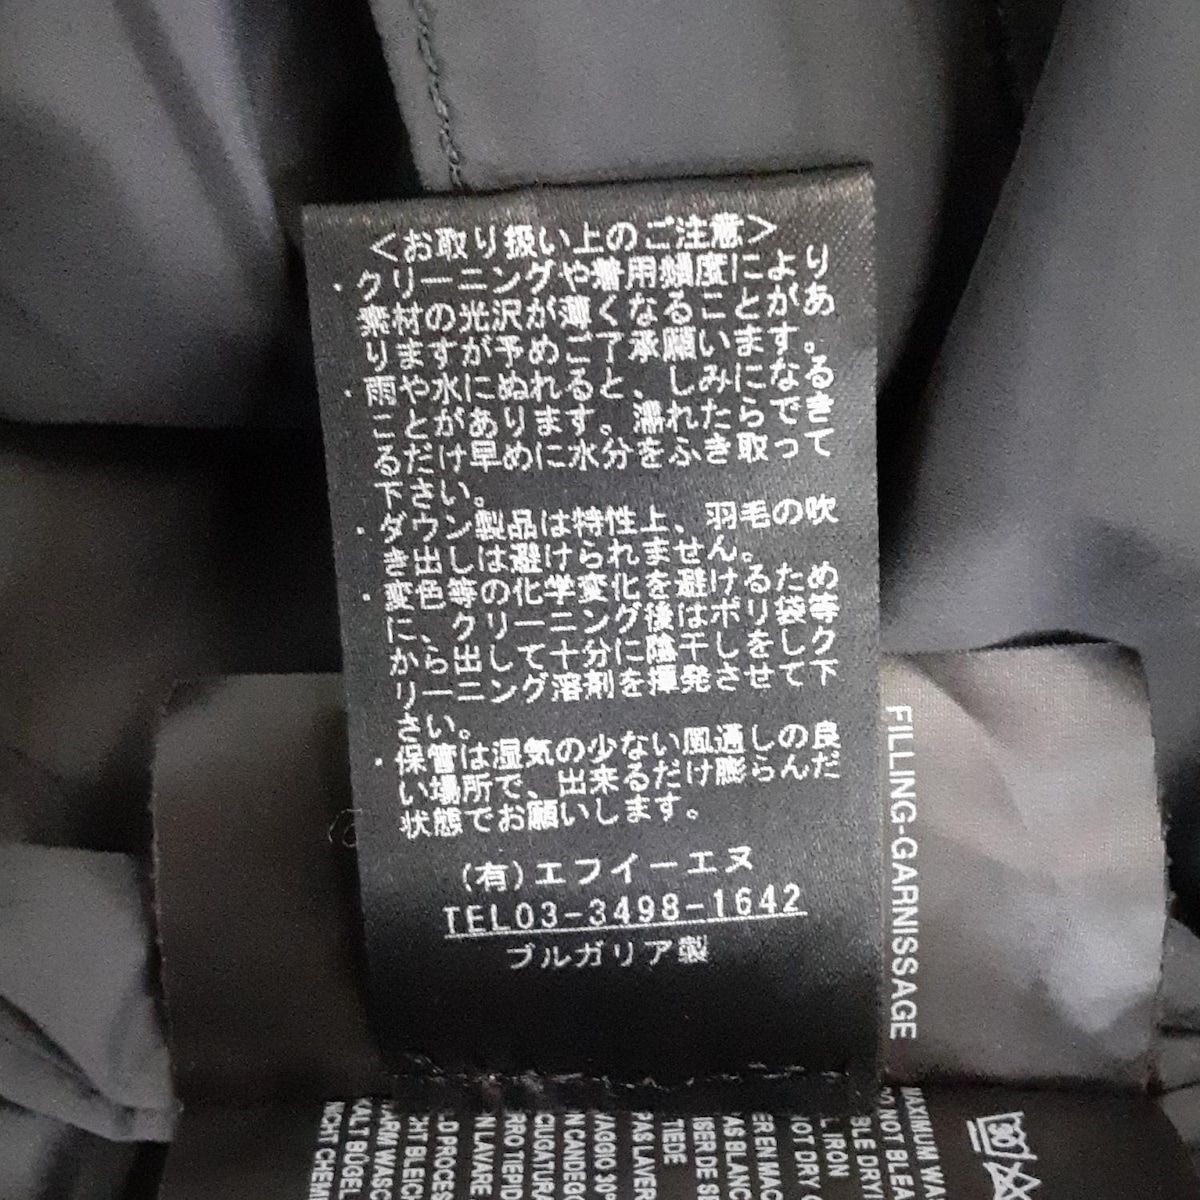 ＜お取り扱い上のご注意＞
・クリーニングや着用頻度により
素材の光沢が薄くなることがあ
りますが予めご了承願います。
・雨や水にぬれると、しみになる
ことがあります。濡れたらでき
るだけ早めに水分をふき取って
下さい。
・ダウン製品は特性上、羽毛の吹
き出しは避けられません。
・変色等の化学変化を避けるため
に、クリーニング後はポリ袋等
から出して十分に陰干しをしク
リーニング溶剤を揮発させて下
さい。
・保管は湿気の少ない風通しの良
い場所で、出来るだけ膨らんだ
状態でお願いします。
(有)エフイーエヌ
TEL03-3498-1642
ブルガリア製
FILLING-GARNISSAGE
MAXIMUM
NOT
IRON
TIEDE
30